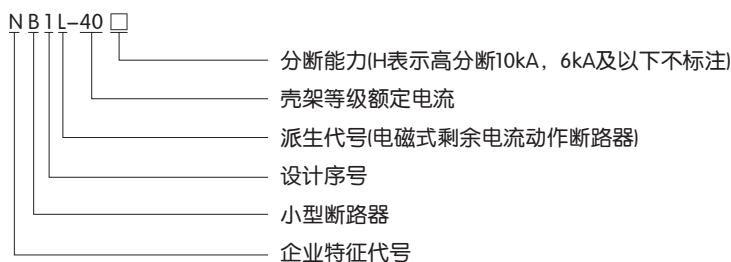 NB1L-40 □
分断能力(H表示高分断10kA，6kA及以下不标注)
壳架等级额定电流
派生代号(电磁式剩余电流动作断路器)
设计序号
小型断路器
企业特征代号